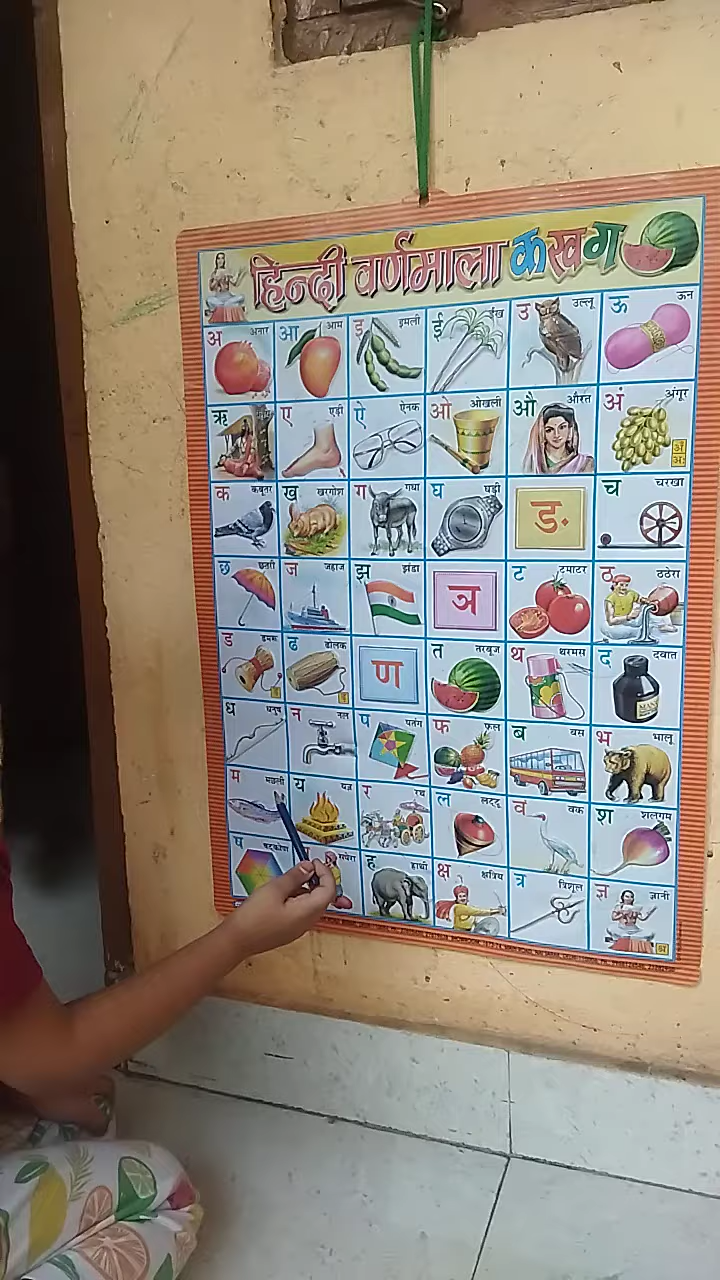 हिन्दी वर्णमाला क ख ग
अ अनार आ आम इ इमली ई ईख उ उल्लू ऊ ऊन
ऋ ए एड़ी ऐ ऐनक ओ ओखली औ औरत अं अंगूर
अँ
अः
क कबूतर ख खरगोश ग गधा घ घड़ी ङ च चरखा
छ छतरी ज जहाज झ झंडा ञ ट टमाटर ठ ठठेरा
ड डमरू ढ ढोलक ण त तरबूज थ थरमस द दवात
ध धनुष न नल प पतंग फ फल ब बस भ भालू
म मछली य यज्ञ र रथ ल लट्टू व वक श शलगम
ष षट्कोण सपेरा ह हाथी क्ष क्षत्रिय त्र त्रिशूल ज्ञ ज्ञानी